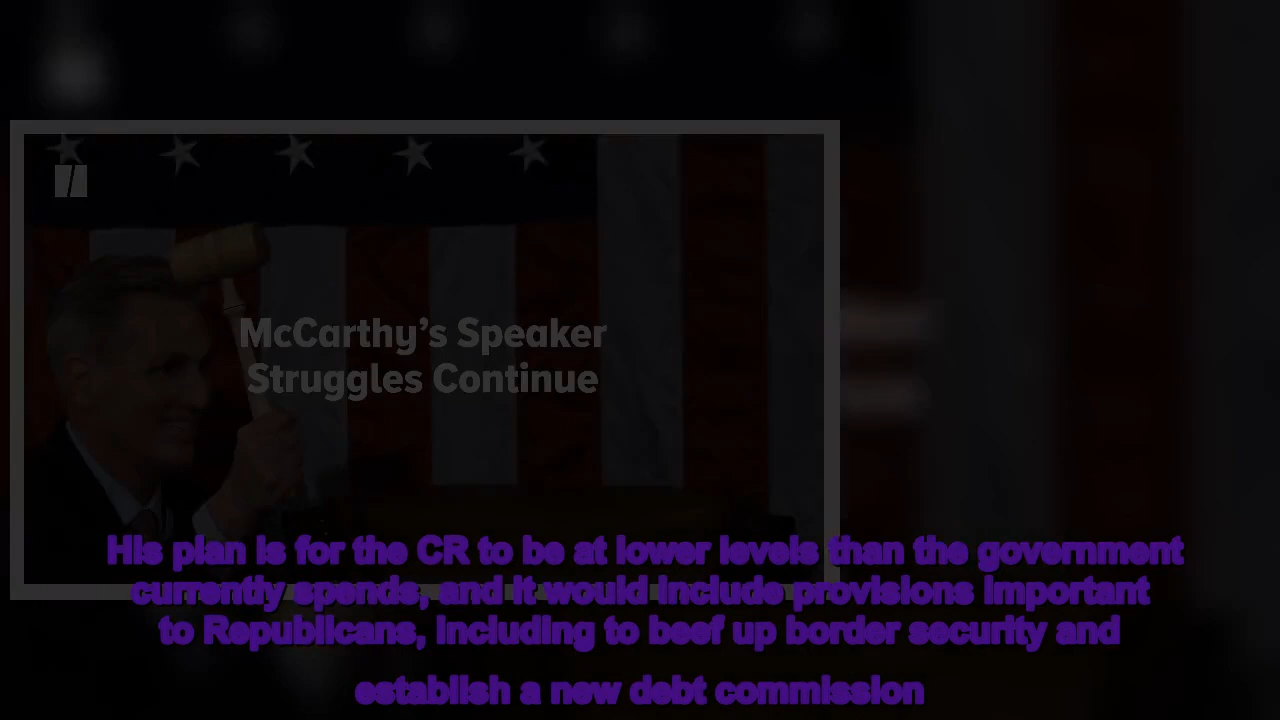 McCarthy’s Speaker
Struggles Continue
His plan is for the CR to be at lower levels than the government
currently spends, and it would include provisions important
to Republicans, including to beef up border security and
establish a new debt commission